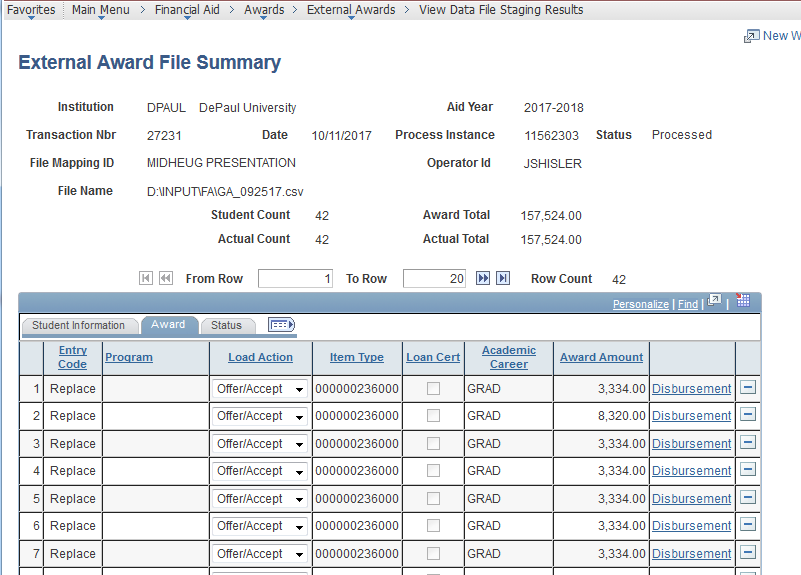 Favorites Main Menu > Financial Aid > Awards > External Awards > View Data File Staging Results
New W
External Award File Summary
Institution DPAUL DePaul University Aid Year 2017-2018
Transaction Nbr 27231 Date 10/11/2017 Process Instance 11562303 Status Processed
File Mapping ID MIDHEUG PRESENTATION Operator Id JSHISLER
File Name D:\INPUT\FA\GA_092517.csv
Student Count 42 Award Total 157,524.00
Actual Count 42 Actual Total 157,524.00
From Row 1 To Row 20 Row Count 42
Personalize | Find | |
Student Information Award Status
Entry Code Program Load Action Item Type Loan Cert Academic Career Award Amount
1 Replace Offer/Accept 000000236000 GRAD 3,334.00 Disbursement
2 Replace Offer/Accept 000000236000 GRAD 8,320.00 Disbursement
3 Replace Offer/Accept 000000236000 GRAD 3,334.00 Disbursement
4 Replace Offer/Accept 000000236000 GRAD 3,334.00 Disbursement
5 Replace Offer/Accept 000000236000 GRAD 3,334.00 Disbursement
6 Replace Offer/Accept 000000236000 GRAD 3,334.00 Disbursement
7 Replace Offer/Accept 000000236000 GRAD 3,334.00 Disbursement